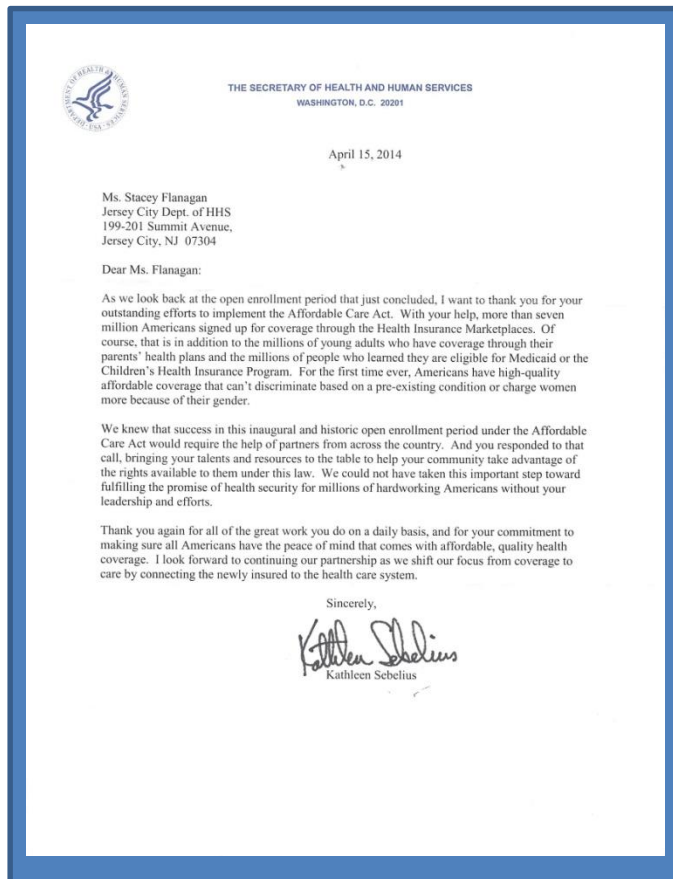 DEPARTMENT OF HEALTH & HUMAN SERVICES · USA
THE SECRETARY OF HEALTH AND HUMAN SERVICES
WASHINGTON, D.C. 20201
April 15, 2014
Ms. Stacey Flanagan
Jersey City Dept. of HHS
199-201 Summit Avenue,
Jersey City, NJ 07304
Dear Ms. Flanagan:
As we look back at the open enrollment period that just concluded, I want to thank you for your
outstanding efforts to implement the Affordable Care Act. With your help, more than seven
million Americans signed up for coverage through the Health Insurance Marketplaces. Of
course, that is in addition to the millions of young adults who have coverage through their
parents' health plans and the millions of people who learned they are eligible for Medicaid or the
Children's Health Insurance Program. For the first time ever, Americans have high-quality
affordable coverage that can't discriminate based on a pre-existing condition or charge women
more because of their gender.
We knew that success in this inaugural and historic open enrollment period under the Affordable
Care Act would require the help of partners from across the country. And you responded to that
call, bringing your talents and resources to the table to help your community take advantage of
the rights available to them under this law. We could not have taken this important step toward
fulfilling the promise of health security for millions of hardworking Americans without your
leadership and efforts.
Thank you again for all of the great work you do on a daily basis, and for your commitment to
making sure all Americans have the peace of mind that comes with affordable, quality health
coverage. I look forward to continuing our partnership as we shift our focus from coverage to
care by connecting the newly insured to the health care system.
Sincerely,
Kathleen Sebelius
Kathleen Sebelius